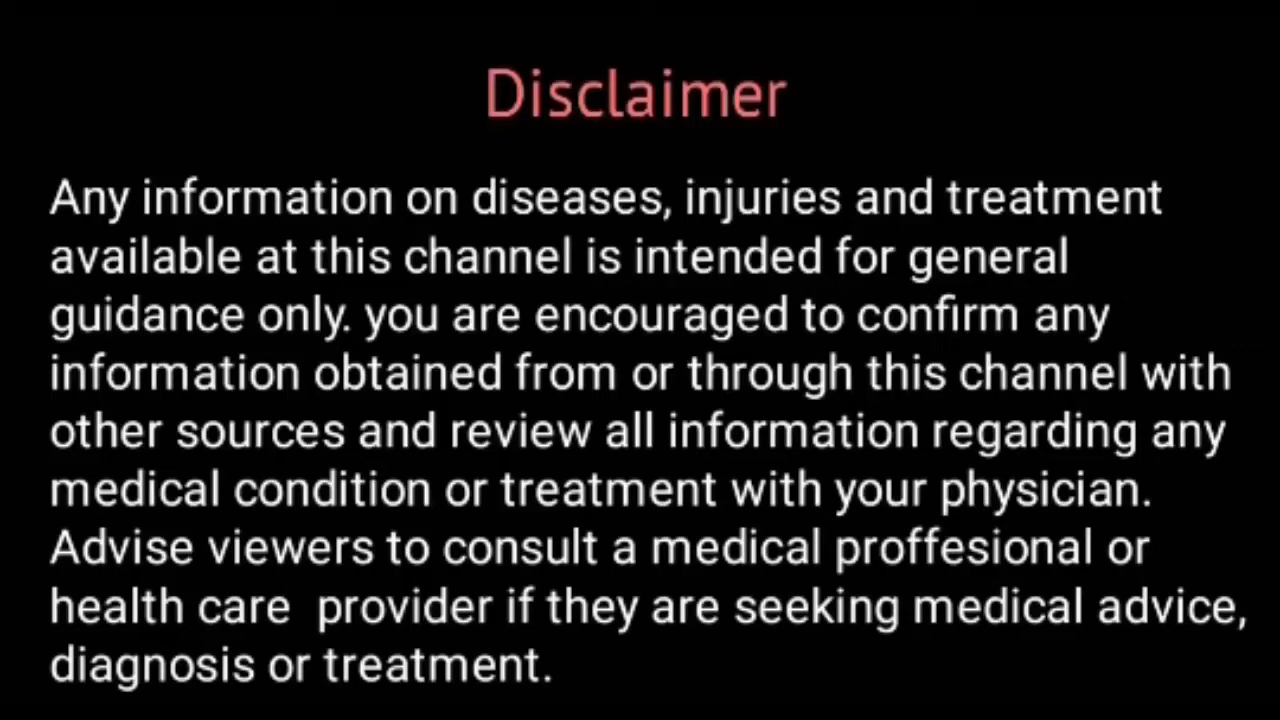 Disclaimer
Any information on diseases, injuries and treatment
available at this channel is intended for general
guidance only. you are encouraged to confirm any
information obtained from or through this channel with
other sources and review all information regarding any
medical condition or treatment with your physician.
Advise viewers to consult a medical proffesional or
health care  provider if they are seeking medical advice,
diagnosis or treatment.